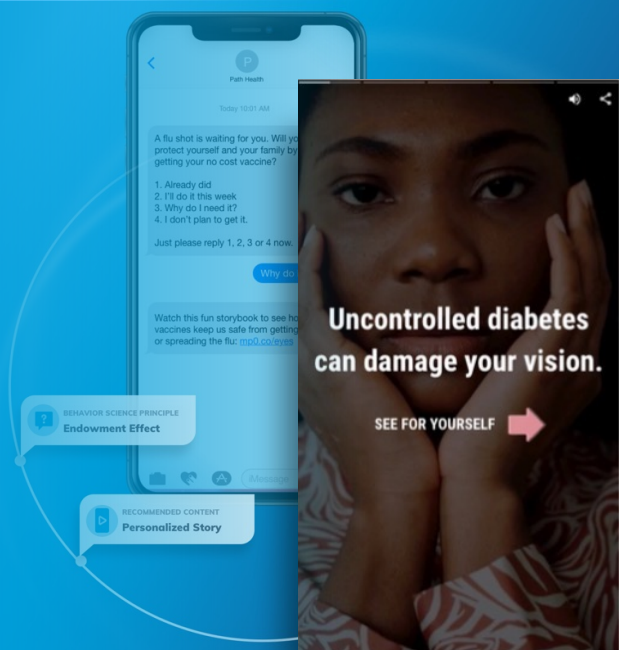 P
Path Health
Today 10:01 AM
A flu shot is waiting for you. Will yo
protect yourself and your family by
getting your no cost vaccine?
1. Already did
2. I'll do it this week
3. Why do I need it?
4. I don't plan to get it.
Just please reply 1, 2, 3 or 4 now.
Why do
Watch this fun storybook to see ho
vaccines keep us safe from getting
or spreading the flu: mp0.co/eyes
iMessage
BEHAVIOR SCIENCE PRINCIPLE
Endowment Effect
RECOMMENDED CONTENT
Personalized Story
Uncontrolled diabetes
can damage your vision.
SEE FOR YOURSELF